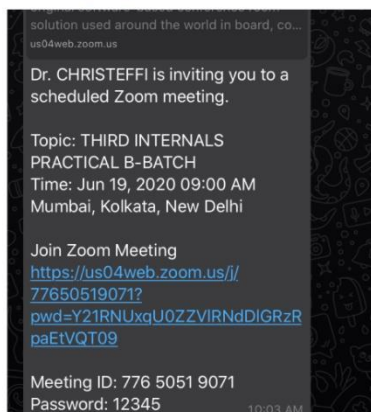 solution used around the world in board, co...
us04web.zoom.us
Dr. CHRISTEFFI is inviting you to a
scheduled Zoom meeting.
Topic: THIRD INTERNALS
PRACTICAL B-BATCH
Time: Jun 19, 2020 09:00 AM
Mumbai, Kolkata, New Delhi
Join Zoom Meeting
https://us04web.zoom.us/j/
77650519071?
pwd=Y21RNUxqU0ZZVlRNdDlGRzR
paEtVQT09
Meeting ID: 776 5051 9071
Password: 12345
10:03 AM